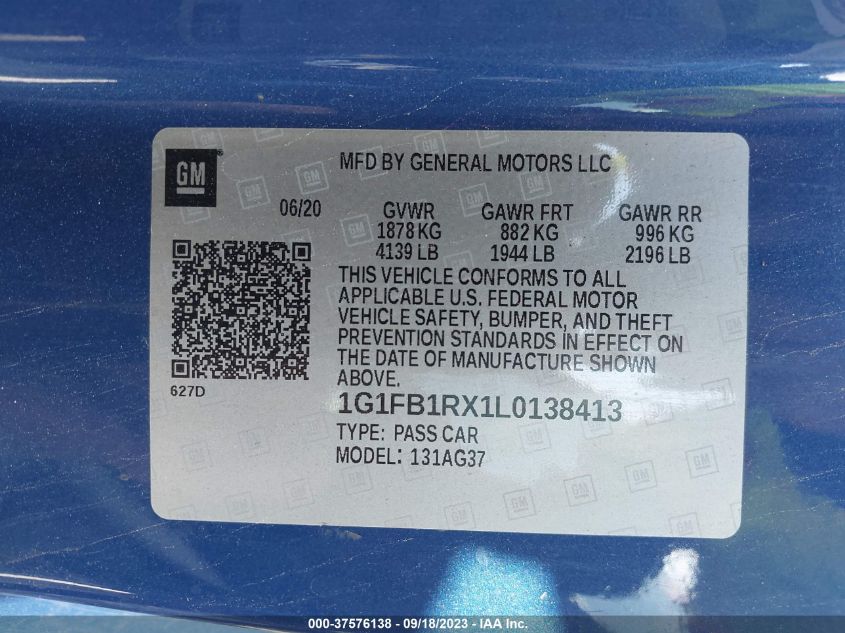 GM
MFD BY GENERAL MOTORS LLC
06/20 GVWR GAWR FRT GAWR RR
1878 KG 882 KG 996 KG
4139 LB 1944 LB 2196 LB
THIS VEHICLE CONFORMS TO ALL
APPLICABLE U.S. FEDERAL MOTOR
VEHICLE SAFETY, BUMPER, AND THEFT
PREVENTION STANDARDS IN EFFECT ON
THE DATE OF MANUFACTURE SHOWN
ABOVE.
627D
1G1FB1RX1L0138413
TYPE: PASS CAR
MODEL: 131AG37
000-37576138 - 09/18/2023 - IAA Inc.